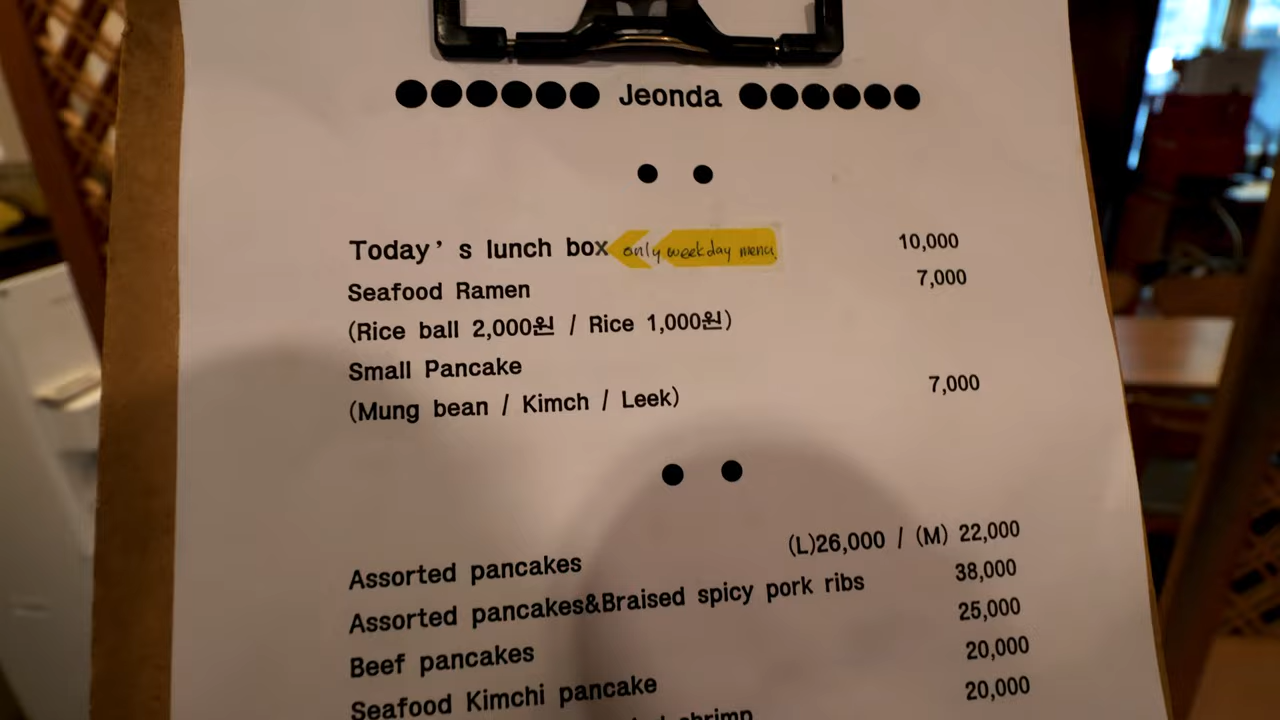 ●●●●●● Jeonda ●●●●●●
● ●
Today's lunch box only weekday menu 10,000
Seafood Ramen 7,000
(Rice ball 2,000원 / Rice 1,000원)
Small Pancake
(Mung bean / Kimch / Leek) 7,000
● ●
Assorted pancakes (L)26,000 / (M) 22,000
Assorted pancakes&Braised spicy pork ribs 38,000
Beef pancakes 25,000
Seafood Kimchi pancake 20,000
shrimp 20,000